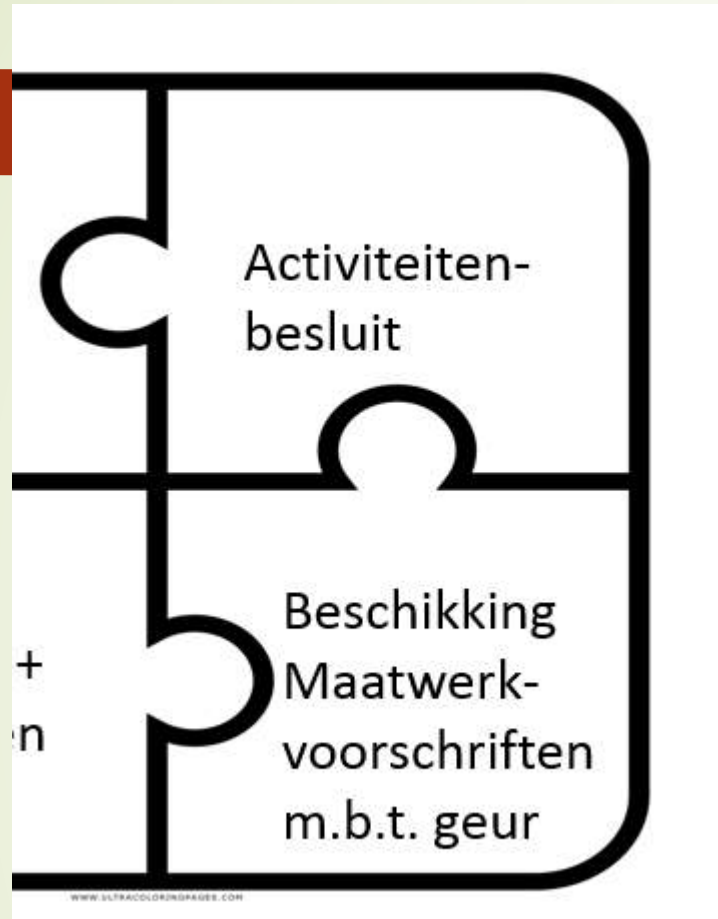 Activiteiten-
besluit
Beschikking
Maatwerk-
voorschriften
m.b.t. geur
+
n
WWW.ULTRACOLORINGPAGES.COM